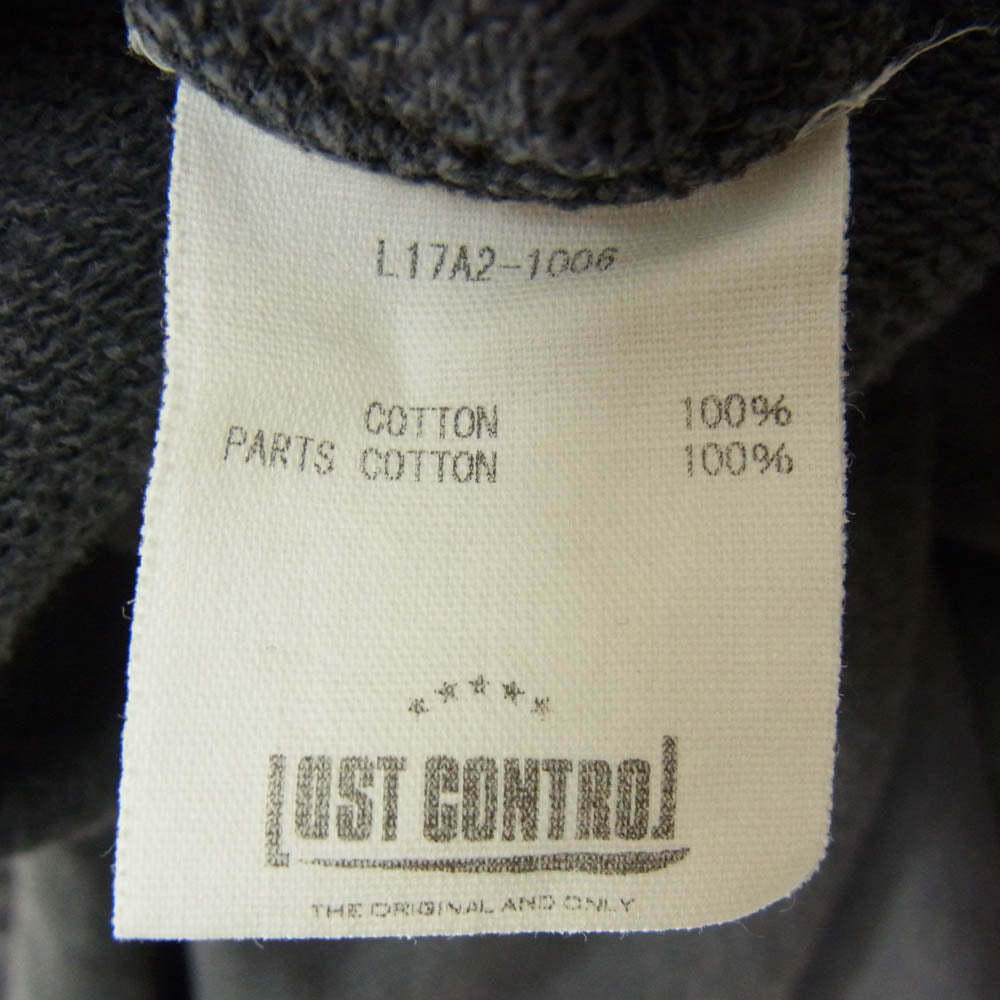 L17A2-1006
COTTON 100%
PARTS COTTON 100%
LOST CONTROL
THE ORIGINAL AND ONLY